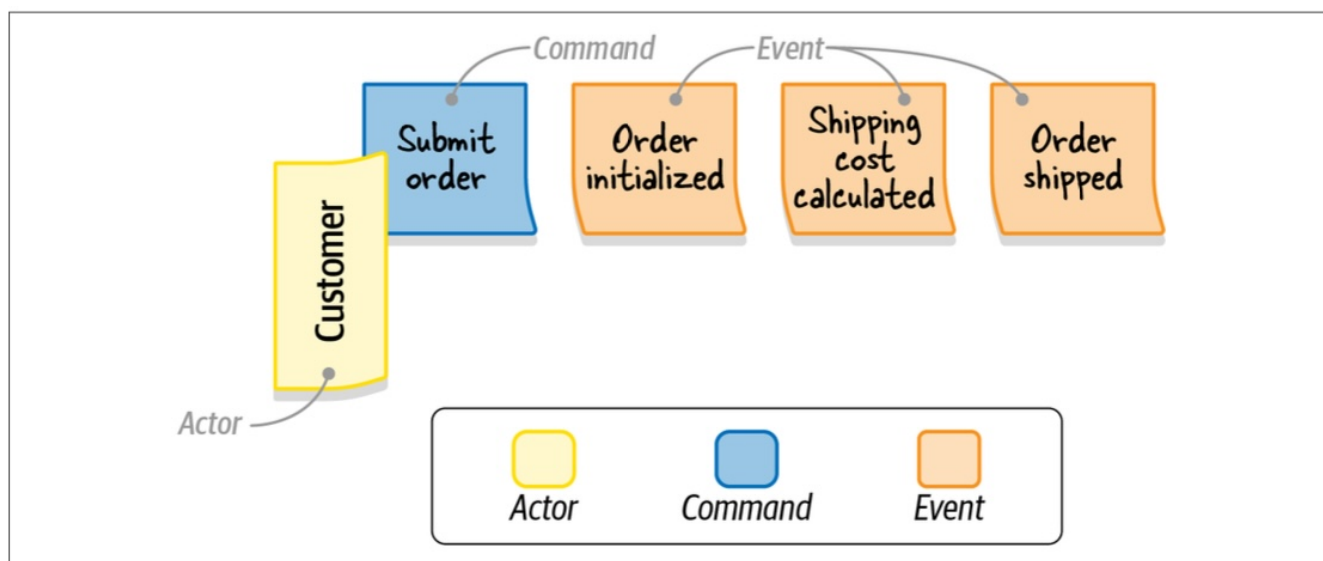 Command
Event
Submit
order
Order
initialized
Shipping
cost
calculated
Order
shipped
Customer
Actor
Actor
Command
Event